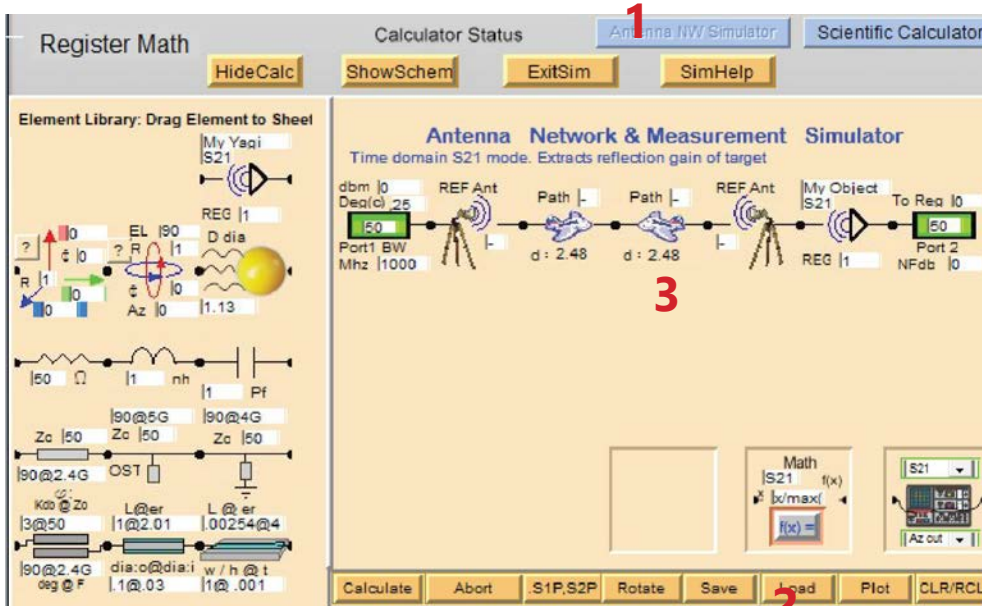 1
Register Math
Calculator Status
Antenna NW Simulator
Scientific Calculator
HideCalc
ShowSchem
ExitSim
SimHelp
Element Library: Drag Element to Sheet
My Yagi
S21
REG 1
? 0
¢ 0
R 1
0
0
EL 90
? R 1
¢ 0
Az 0
D dia
1.13
50 Ω
1 nh
1 Pf
90@5G
90@4G
Zc 50
Zc 50
Zc 50
90@2.4G
OST
Kdb @ Zo
L@er
L @ er
3@50
1@2.01
.00254@4
90@2.4G
dia:o@dia:i
w / h @ t
deg @ F
.1@.03
1@ .001
Antenna Network & Measurement Simulator
Time domain S21 mode. Extracts reflection gain of target
dbm 0
Deg(c) 25
50
Port1 BW
Mhz 1000
REF Ant
-
Path -
d : 2.48
Path -
d : 2.48
REF Ant
-
My Object
S21
REG 1
To Reg 0
50
Port 2
NFdb 0
3
Math
S21 f(x)
x x/max(
f(x) =
S21
Az out
Calculate
Abort
.S1P,S2P
Rotate
Save
Load
Plot
CLR/RCL
2